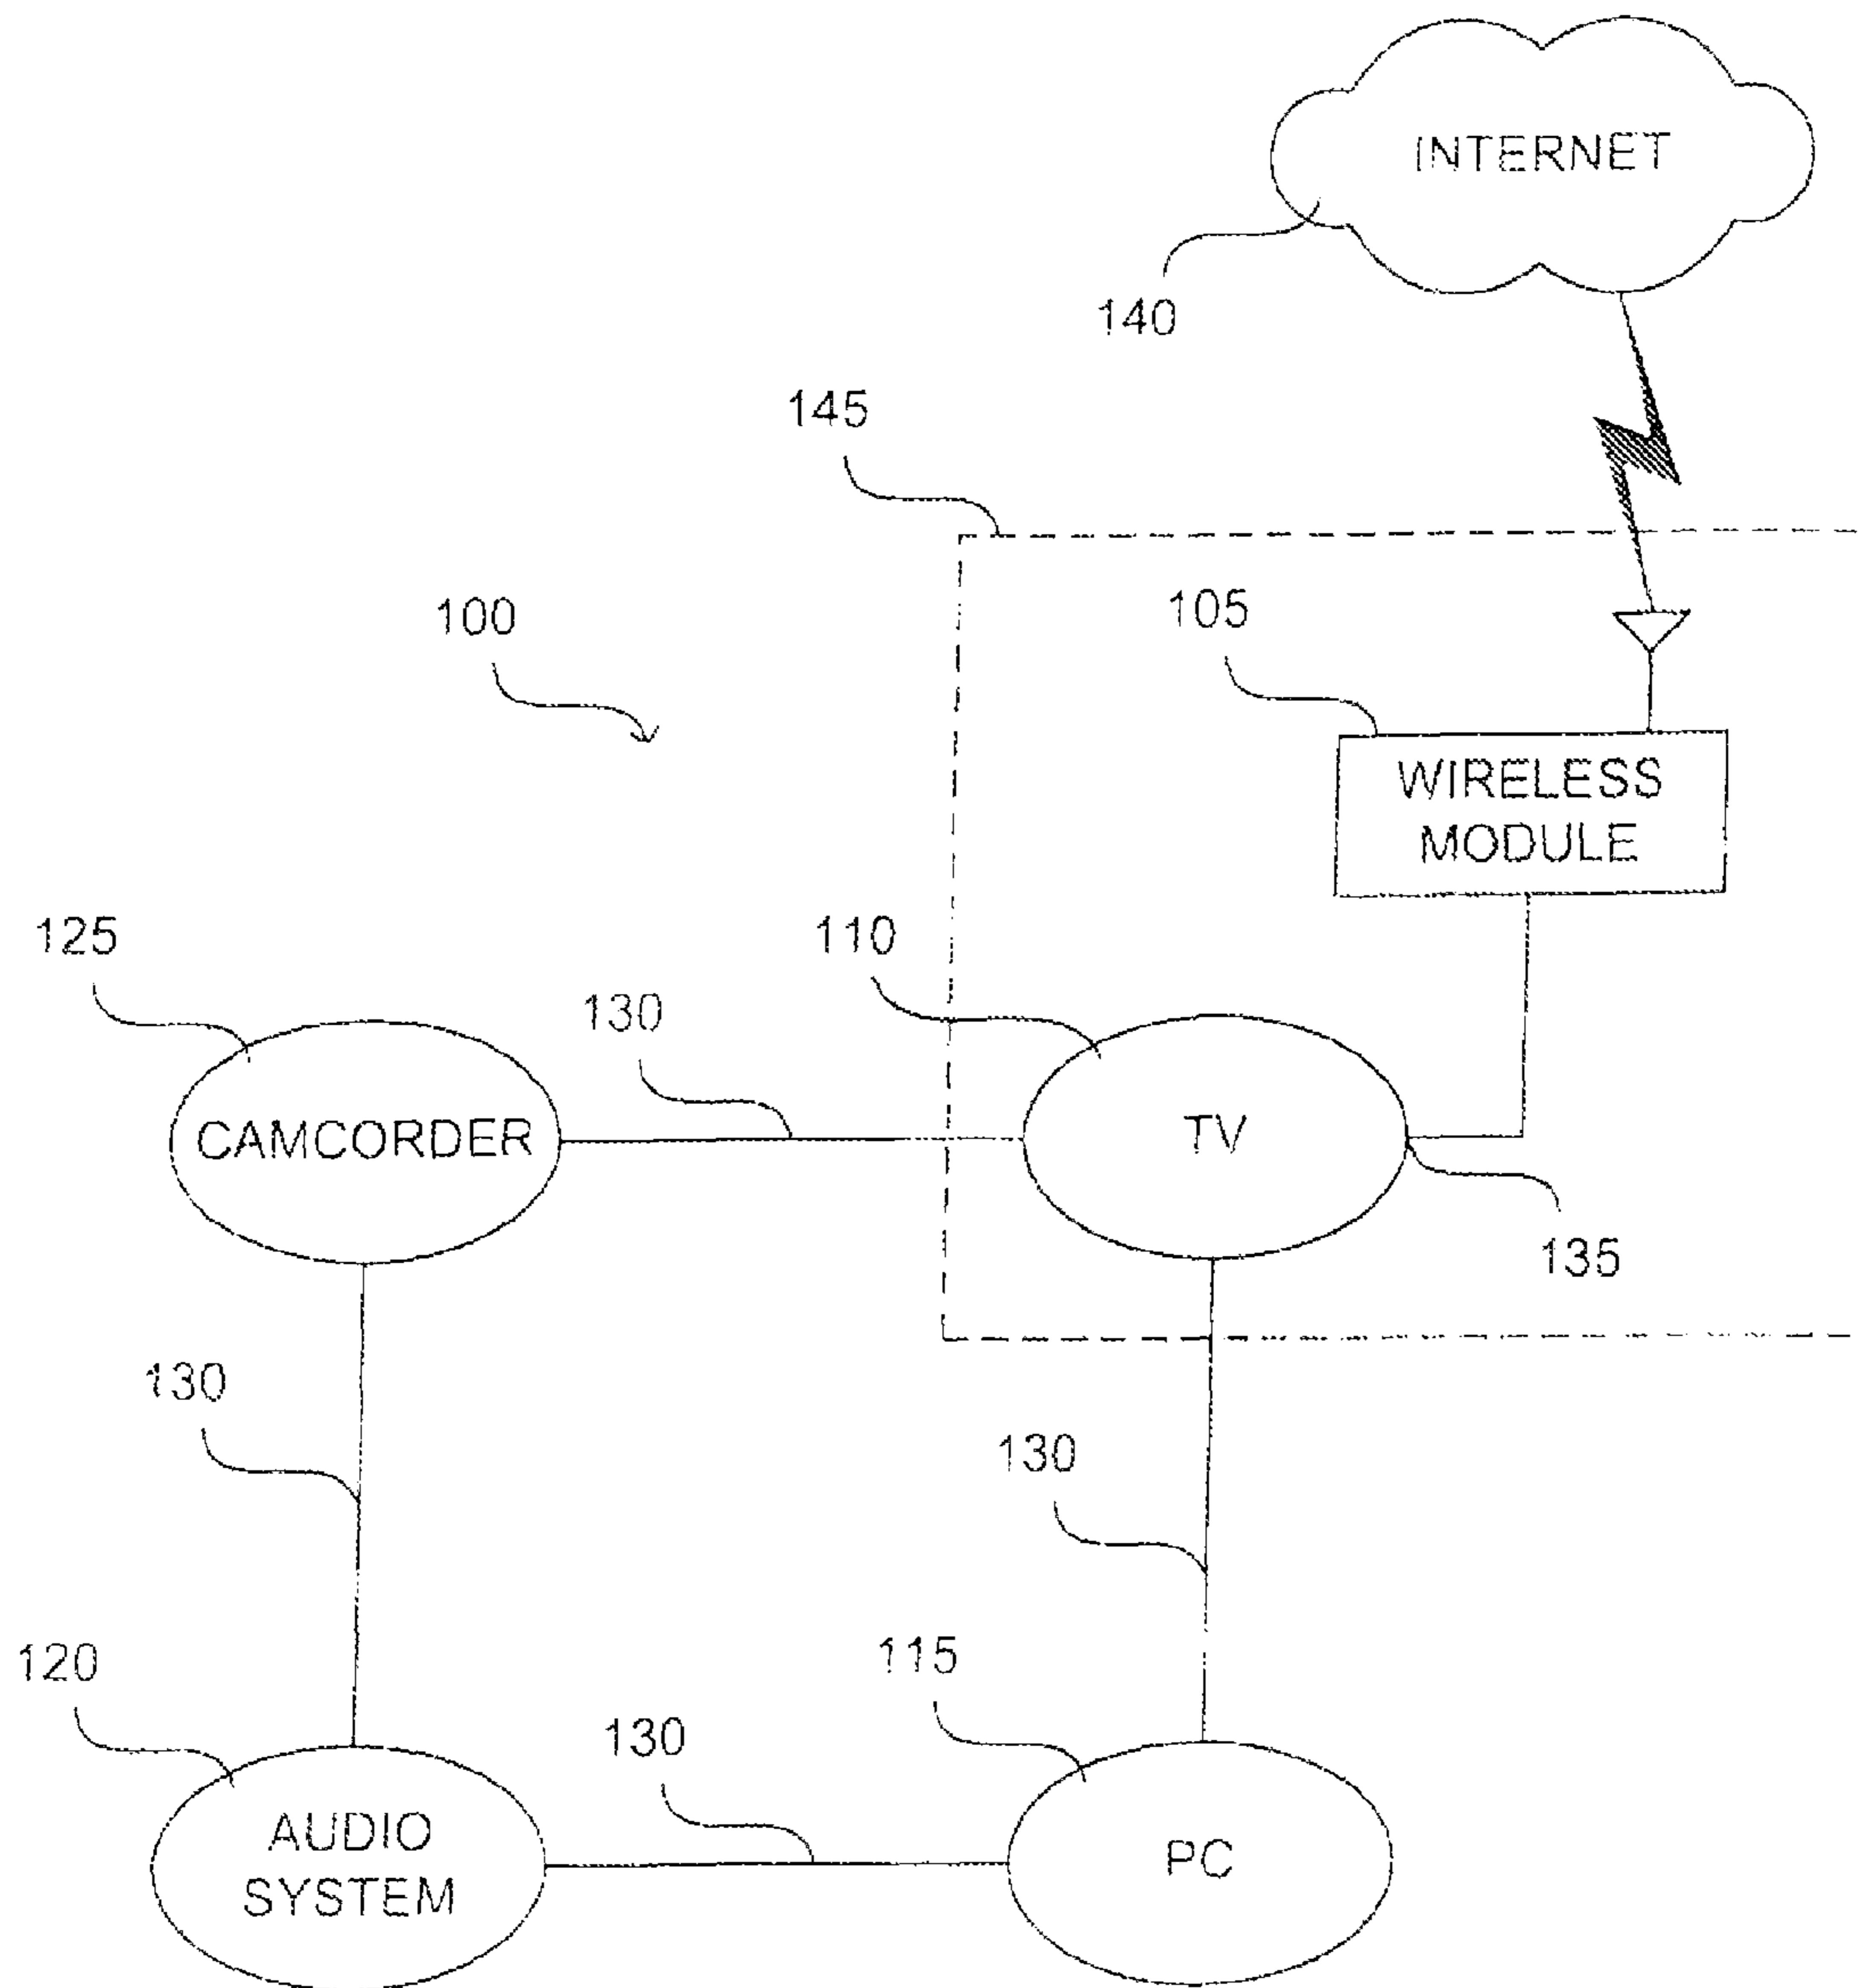 INTERNET
140
145
100
105
WIRELESS
MODULE
125
130
110
CAMCORDER
TV
135
130
130
120
115
130
AUDIO
SYSTEM
PC